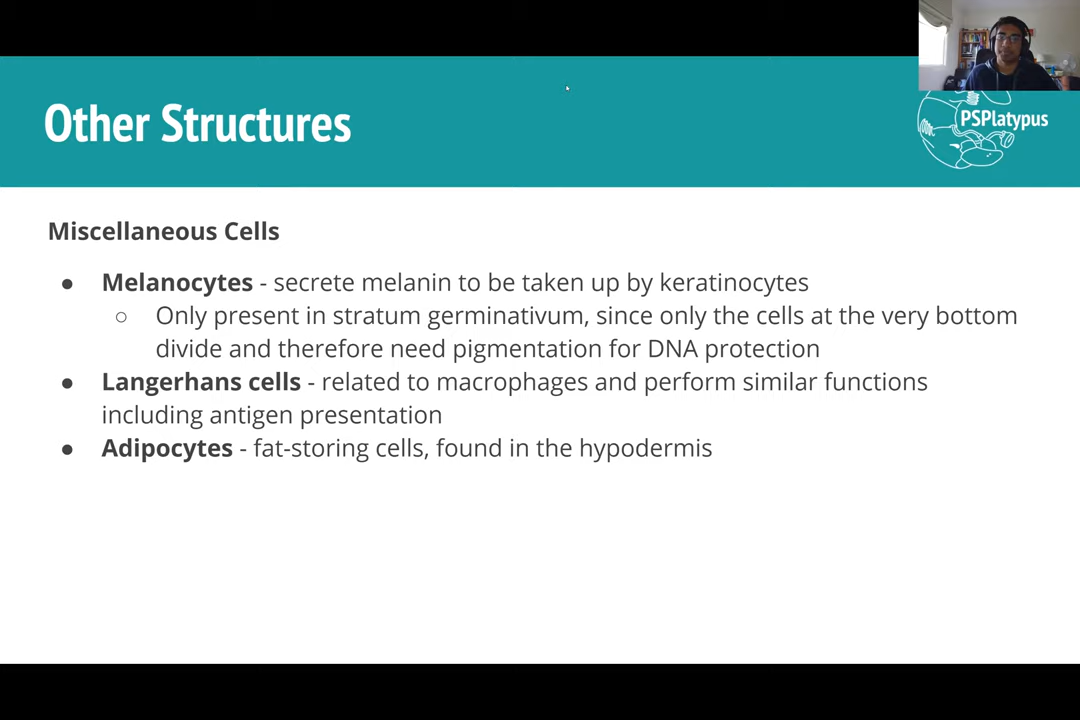 Other Structures
PSPlatypus
Miscellaneous Cells
● Melanocytes - secrete melanin to be taken up by keratinocytes
○ Only present in stratum germinativum, since only the cells at the very bottom
divide and therefore need pigmentation for DNA protection
● Langerhans cells - related to macrophages and perform similar functions
including antigen presentation
● Adipocytes - fat-storing cells, found in the hypodermis